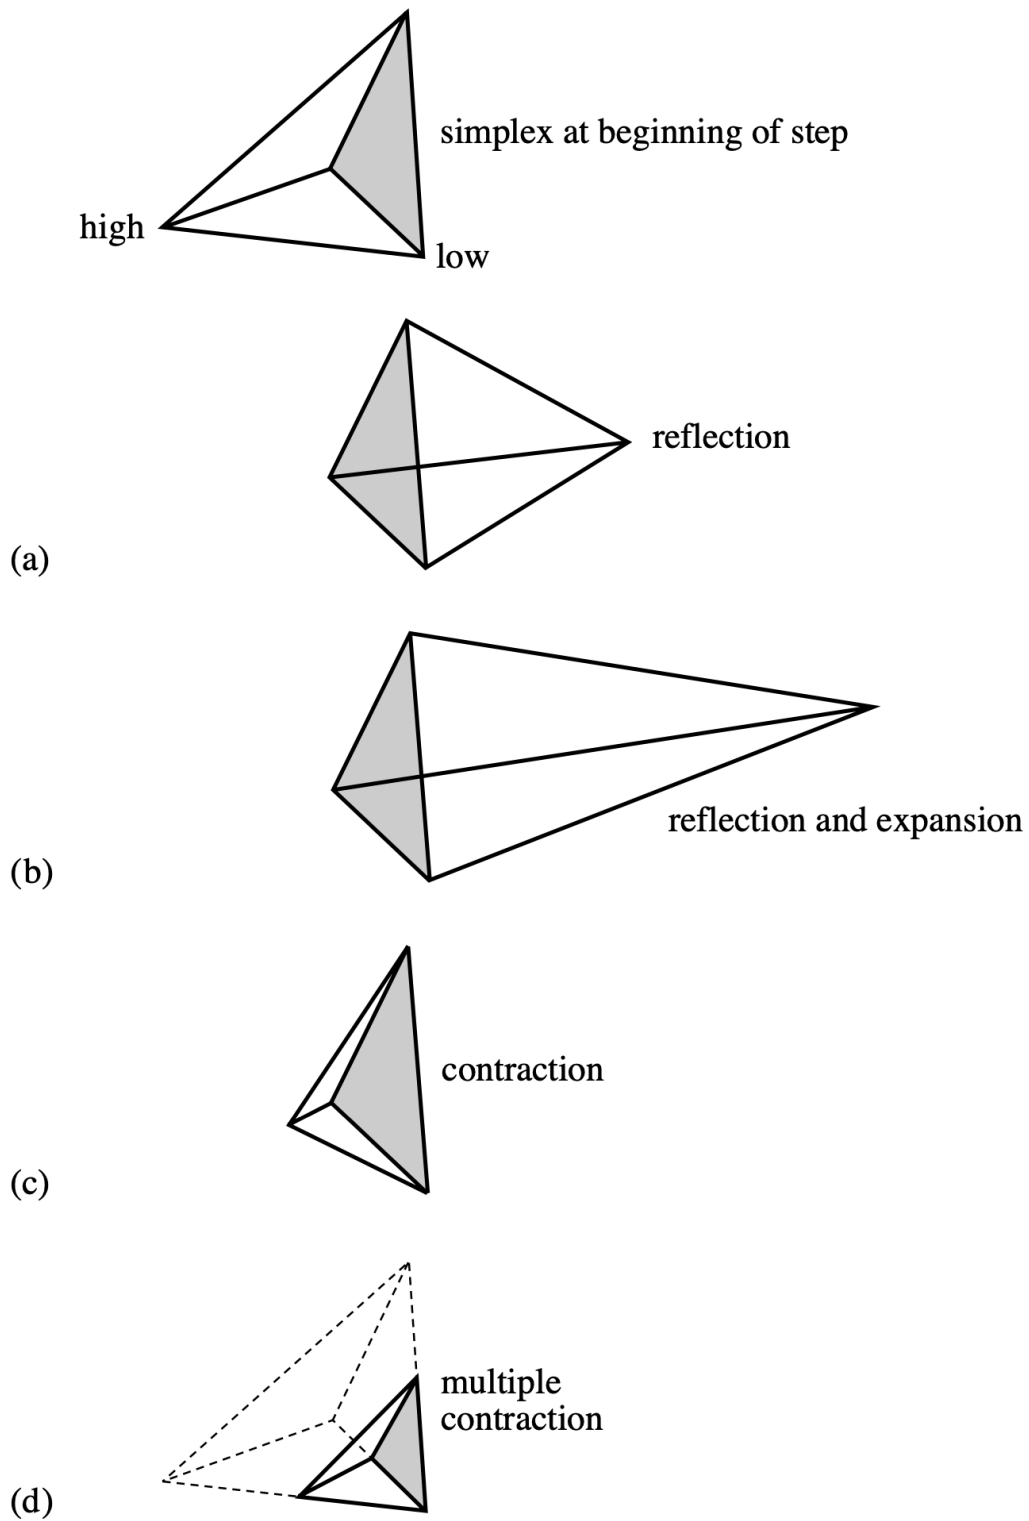 simplex at beginning of step
high
low
reflection
(a)
reflection and expansion
(b)
contraction
(c)
multiple
contraction
(d)